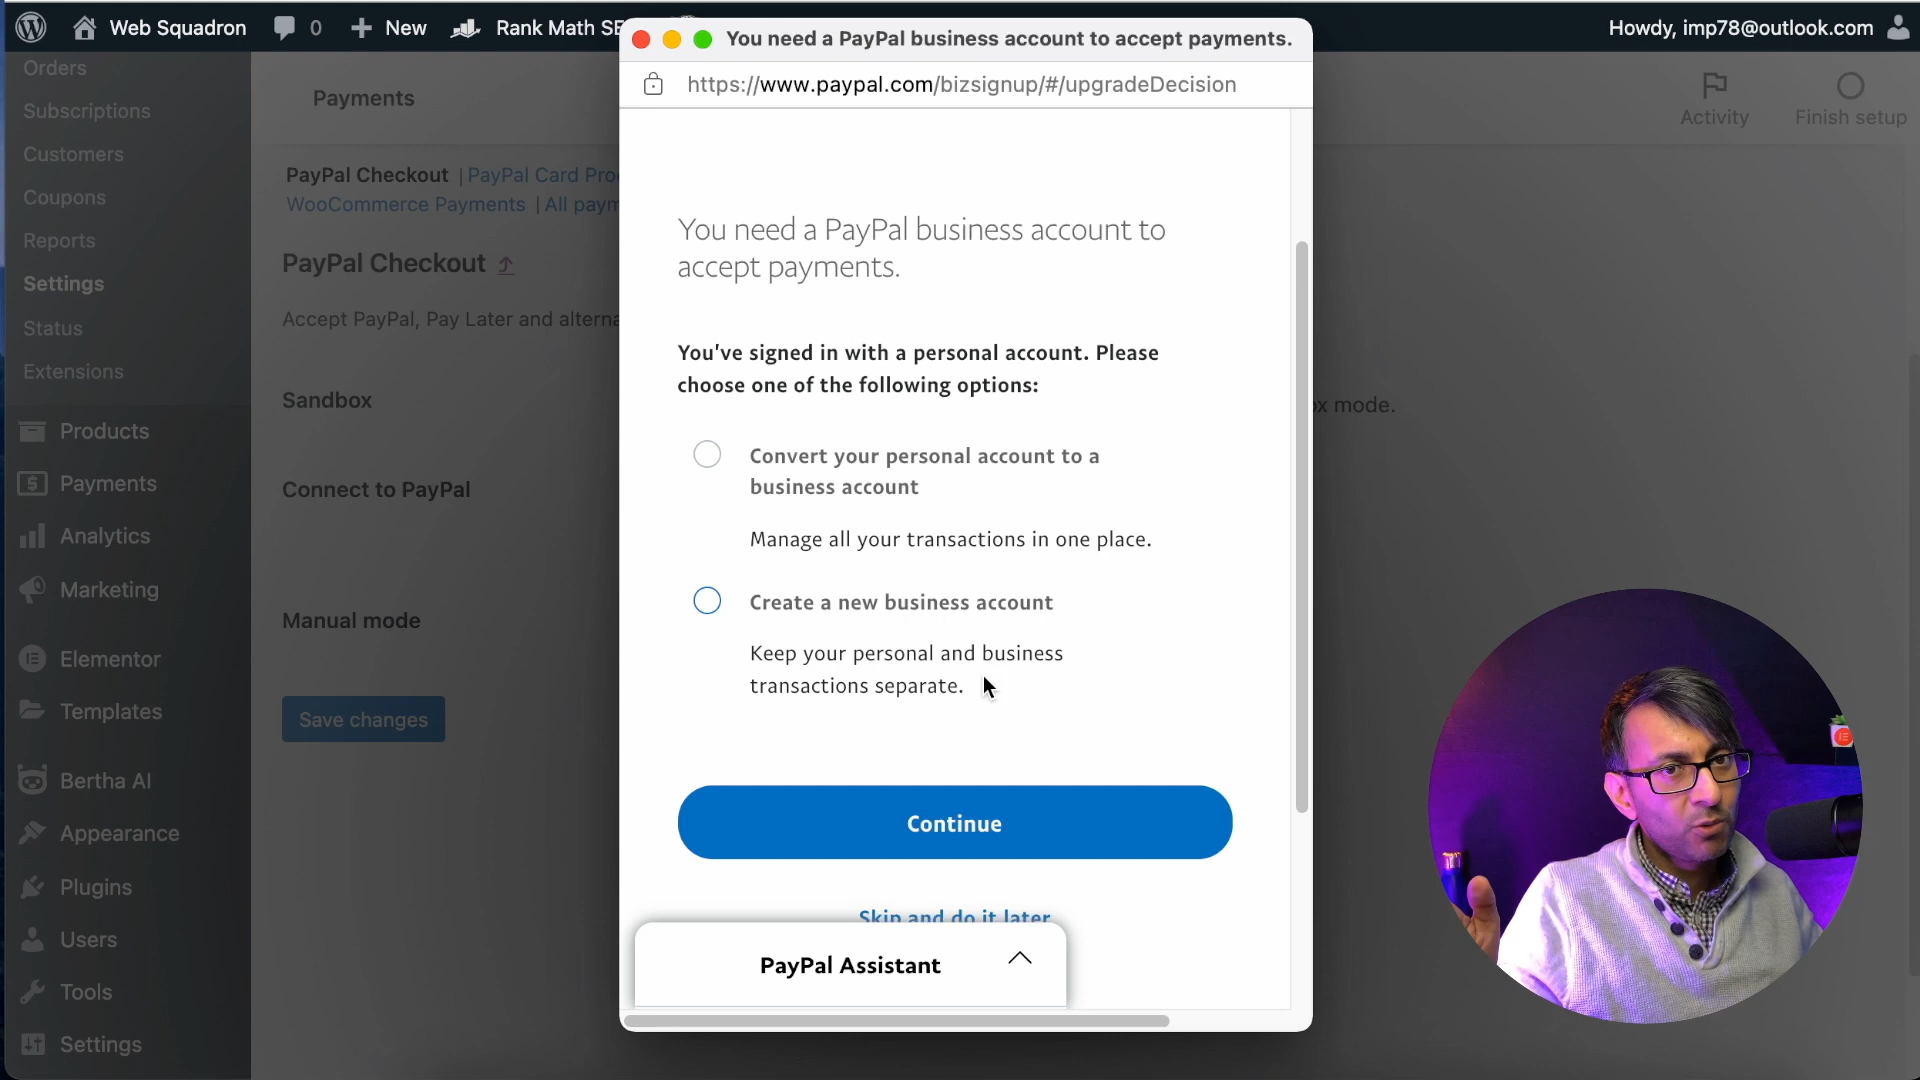 Web Squadron
0
New
Rank Math SE
Howdy, imp78@outlook.com
Orders
Subscriptions
Customers
Coupons
Reports
Settings
Status
Extensions
Products
Payments
Analytics
Marketing
Elementor
Templates
Bertha AI
Appearance
Plugins
Users
Tools
Settings
Payments
Activity
Finish setup
PayPal Checkout | PayPal Card Pro
WooCommerce Payments | All paym
PayPal Checkout
Accept PayPal, Pay Later and alterna
Sandbox
ox mode.
Connect to PayPal
Manual mode
Save changes
You need a PayPal business account to accept payments.
https://www.paypal.com/bizsignup/#/upgradeDecision
You need a PayPal business account to
accept payments.
You've signed in with a personal account. Please
choose one of the following options:
Convert your personal account to a
business account
Manage all your transactions in one place.
Create a new business account
Keep your personal and business
transactions separate.
Continue
Skip and do it later
PayPal Assistant